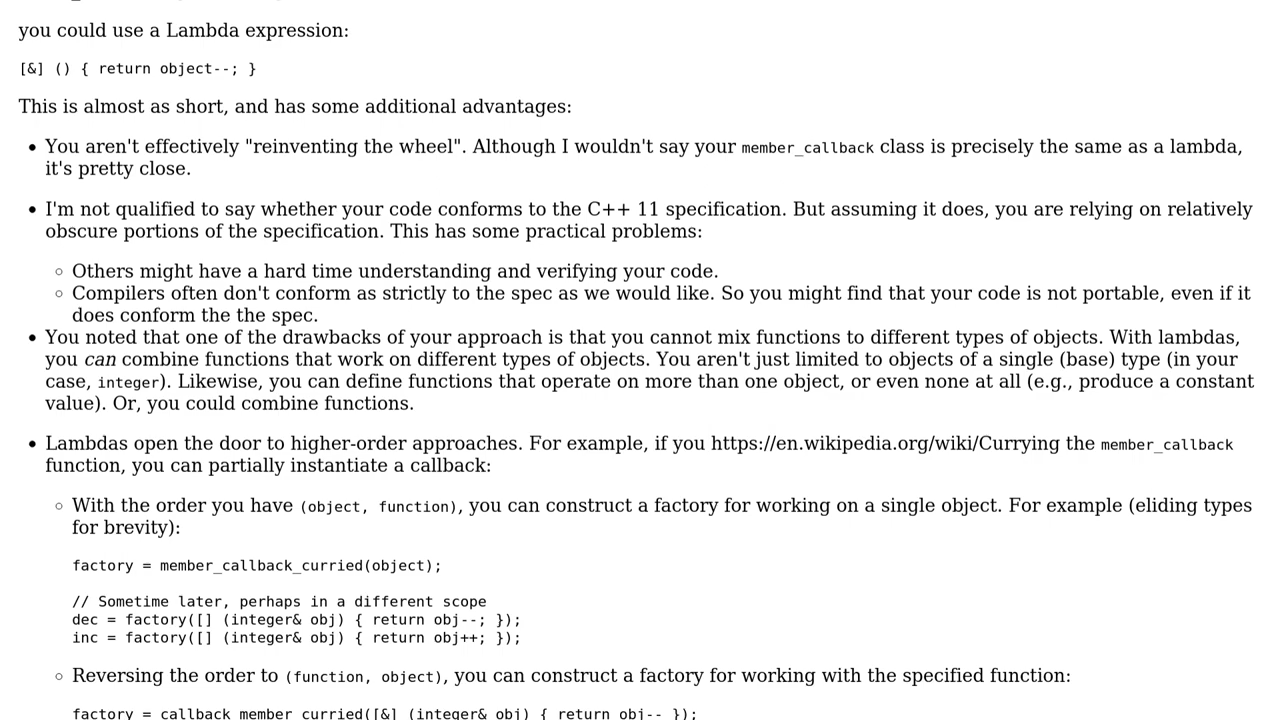 you could use a Lambda expression:
[&] () { return object--; }
This is almost as short, and has some additional advantages:
• You aren't effectively "reinventing the wheel". Although I wouldn't say your member_callback class is precisely the same as a lambda,
it's pretty close.
• I'm not qualified to say whether your code conforms to the C++ 11 specification. But assuming it does, you are relying on relatively
obscure portions of the specification. This has some practical problems:
◦ Others might have a hard time understanding and verifying your code.
◦ Compilers often don't conform as strictly to the spec as we would like. So you might find that your code is not portable, even if it
does conform the the spec.
• You noted that one of the drawbacks of your approach is that you cannot mix functions to different types of objects. With lambdas,
you can combine functions that work on different types of objects. You aren't just limited to objects of a single (base) type (in your
case, integer). Likewise, you can define functions that operate on more than one object, or even none at all (e.g., produce a constant
value). Or, you could combine functions.
• Lambdas open the door to higher-order approaches. For example, if you https://en.wikipedia.org/wiki/Currying the member_callback
function, you can partially instantiate a callback:
◦ With the order you have (object, function), you can construct a factory for working on a single object. For example (eliding types
for brevity):
factory = member_callback_curried(object);
// Sometime later, perhaps in a different scope
dec = factory([] (integer& obj) { return obj--; });
inc = factory([] (integer& obj) { return obj++; });
◦ Reversing the order to (function, object), you can construct a factory for working with the specified function:
factory = callback_member_curried([&] (integer& obj) { return obj-- });